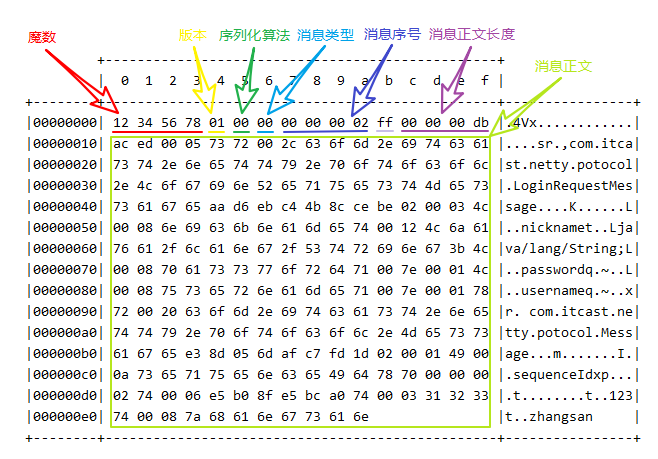 魔数 版本 序列化算法 消息类型 消息序号 消息正文长度
消息正文
         +-------------------------------------------------+
         |  0  1  2  3  4  5  6  7  8  9  a  b  c  d  e  f |
+--------+-------------------------------------------------+----------------+
|00000000| 12 34 56 78 01 00 00 00 00 00 02 ff 00 00 00 db |.4Vx............|
|00000010| ac ed 00 05 73 72 00 2c 63 6f 6d 2e 69 74 63 61 |....sr.,com.itca|
|00000020| 73 74 2e 6e 65 74 74 79 2e 70 6f 74 6f 63 6f 6c |st.netty.potocol|
|00000030| 2e 4c 6f 67 69 6e 52 65 71 75 65 73 74 4d 65 73 |.LoginRequestMes|
|00000040| 73 61 67 65 aa d6 eb c4 4b 8c ce be 02 00 03 4c |sage....K......L|
|00000050| 00 08 6e 69 63 6b 6e 61 6d 65 74 00 12 4c 6a 61 |..nicknamet..Lja|
|00000060| 76 61 2f 6c 61 6e 67 2f 53 74 72 69 6e 67 3b 4c |va/lang/String;L|
|00000070| 00 08 70 61 73 73 77 6f 72 64 71 00 7e 00 01 4c |..passwordq.~..L|
|00000080| 00 08 75 73 65 72 6e 61 6d 65 71 00 7e 00 01 78 |..usernameq.~..x|
|00000090| 72 00 20 63 6f 6d 2e 69 74 63 61 73 74 2e 6e 65 |r. com.itcast.ne|
|000000a0| 74 74 79 2e 70 6f 74 6f 63 6f 6c 2e 4d 65 73 73 |tty.potocol.Mess|
|000000b0| 61 67 65 e3 8d 05 6d af c7 fd 1d 02 00 01 49 00 |age...m.......I.|
|000000c0| 0a 73 65 71 75 65 6e 63 65 49 64 78 70 00 00 00 |.sequenceIdxp...|
|000000d0| 02 74 00 06 e5 b0 8f e5 bc a0 74 00 03 31 32 33 |.t........t..123|
|000000e0| 74 00 08 7a 68 61 6e 67 73 61 6e                |t..zhangsan     |
+--------+-------------------------------------------------+----------------+